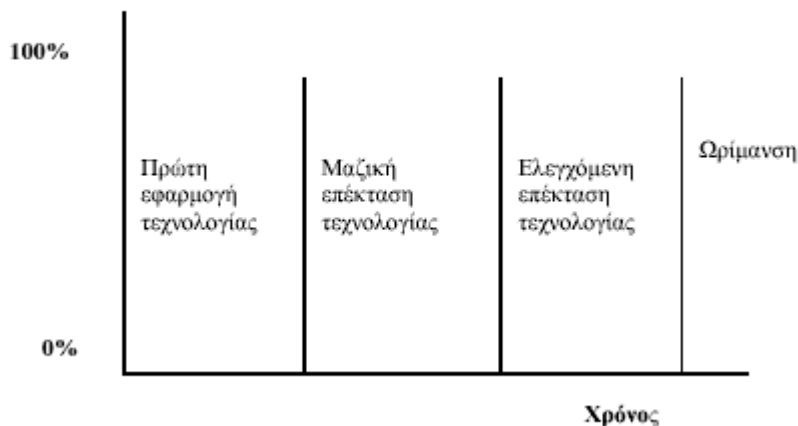 100%
Πρώτη
εφαρμογή
τεχνολογίας
Μαζική
επέκταση
τεχνολογίας
Ελεγχόμενη
επέκταση
τεχνολογίας
Ωρίμανση
0%
Χρόνος